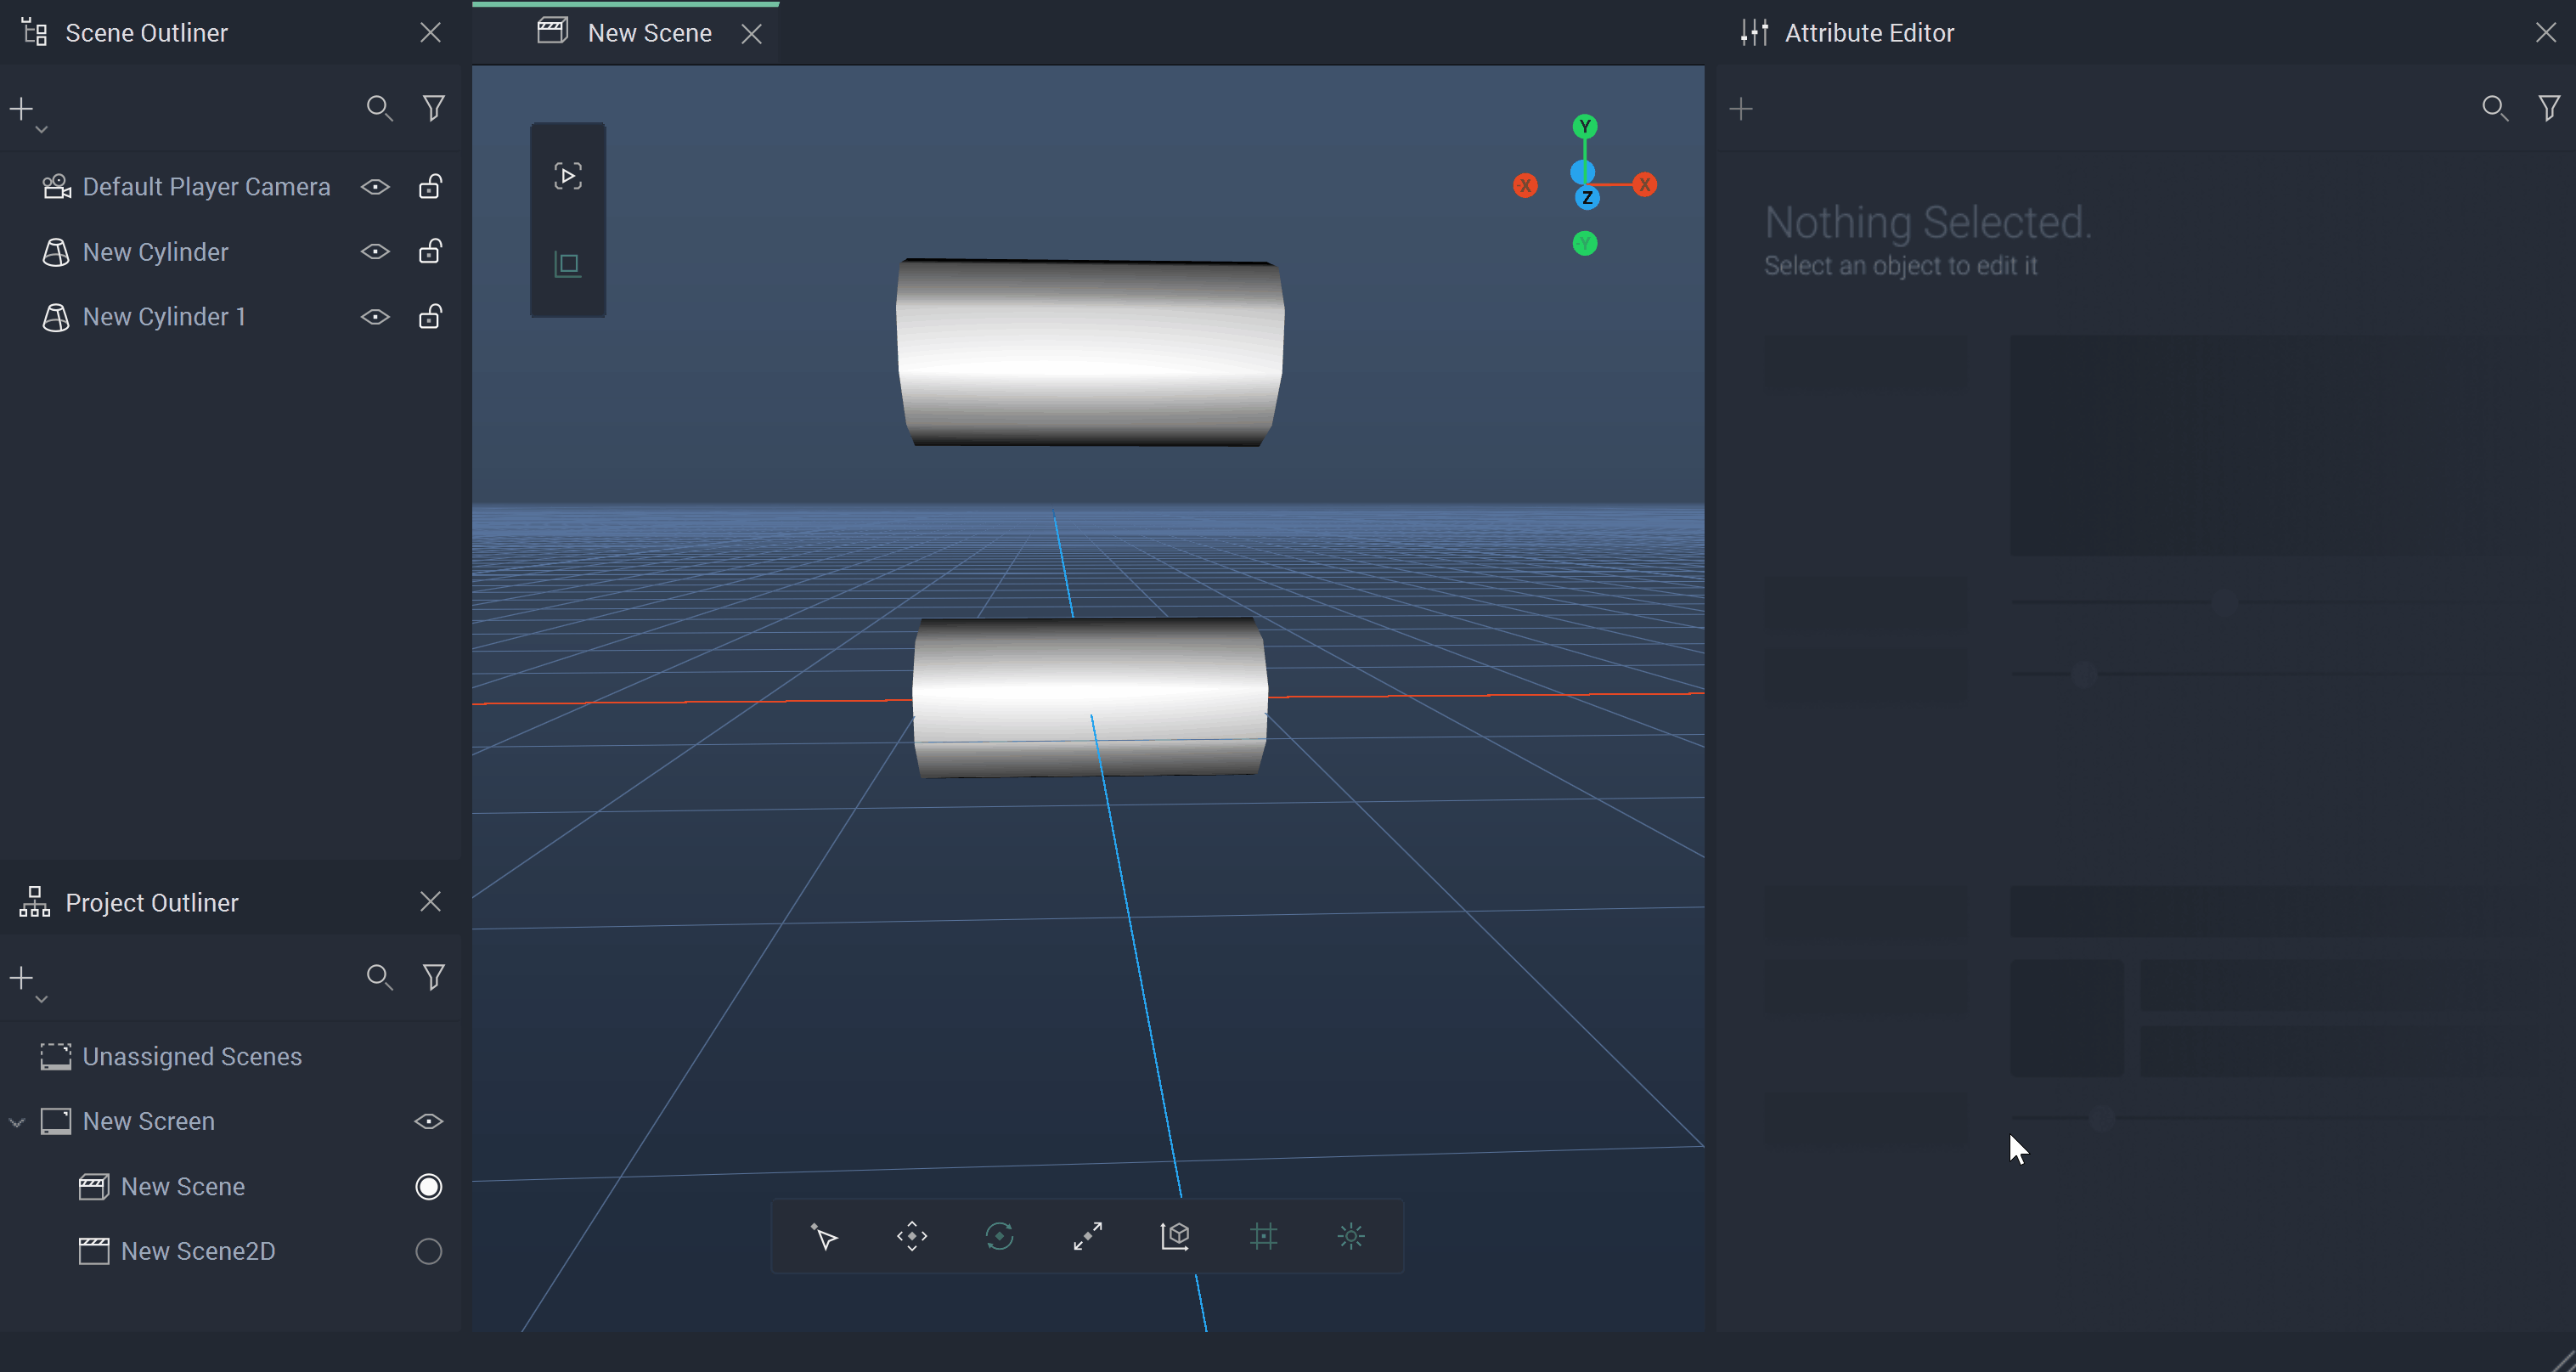 Scene Outliner
New Scene
Attribute Editor
Default Player Camera
New Cylinder
New Cylinder 1
Y
-X
X
Z
-Y
Nothing Selected.
Select an object to edit it
Project Outliner
Unassigned Scenes
New Screen
New Scene
New Scene2D